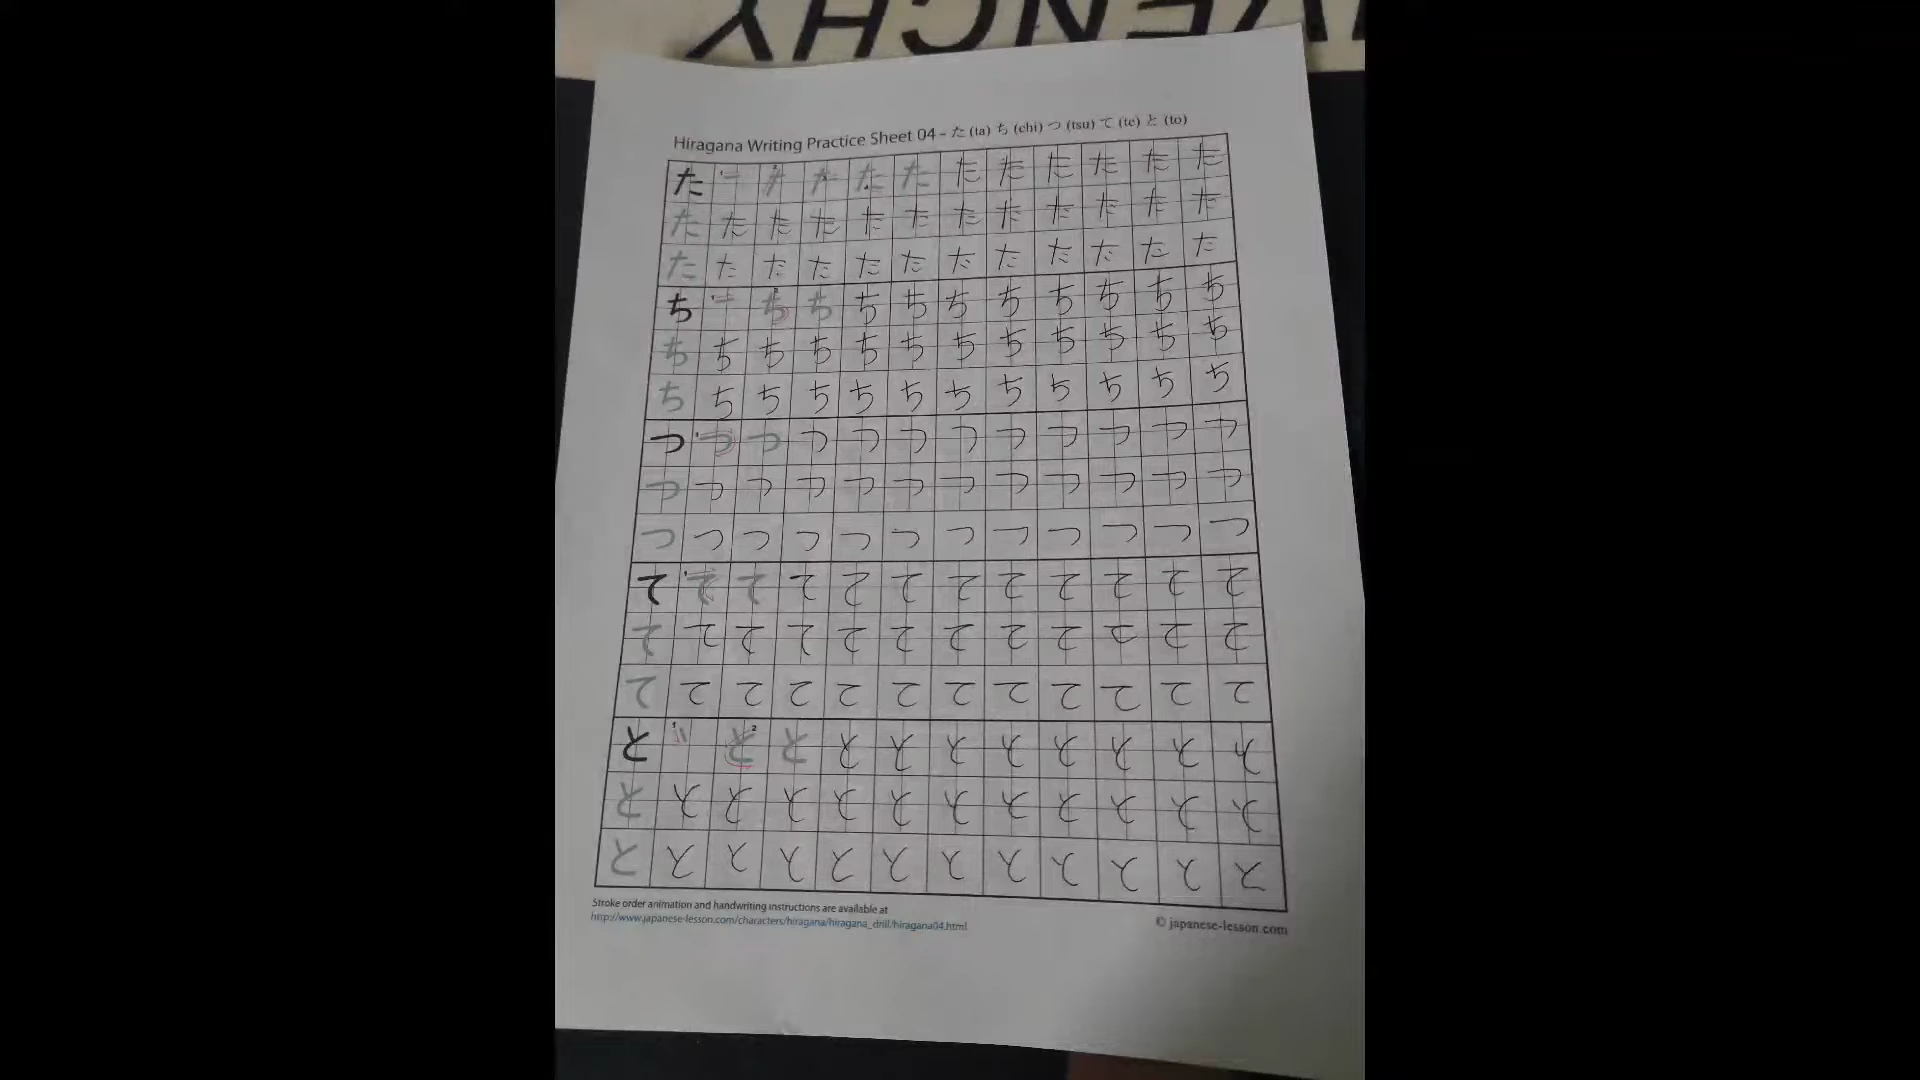 VENCHY
Hiragana Writing Practice Sheet 04 – た (ta) ち (chi) つ (tsu) て (te) と (to)
た た た た た た た た た
た た た た た た た た た た た た
た た た た た た た た た た た た
ち ち ち ち ち ち ち ち ち ち ち
ち ち ち ち ち ち ち ち ち ち ち ち
ち ち ち ち ち ち ち ち ち ち ち ち
つ つ つ つ つ つ つ つ つ つ つ つ
つ つ つ つ つ つ つ つ つ つ つ つ
つ つ つ つ つ つ つ つ つ つ つ つ
て て て て て て て て て て て て
て て て て て て て て て て て て
て て て て て て て て て て て て
と と と と と と と と と と と
と と と と と と と と と と と と
と と と と と と と と と と と と
Stroke order animation and handwriting instructions are available at
http://www.japanese-lesson.com/characters/hiragana/hiragana_drill/hiragana04.html
© japanese-lesson.com